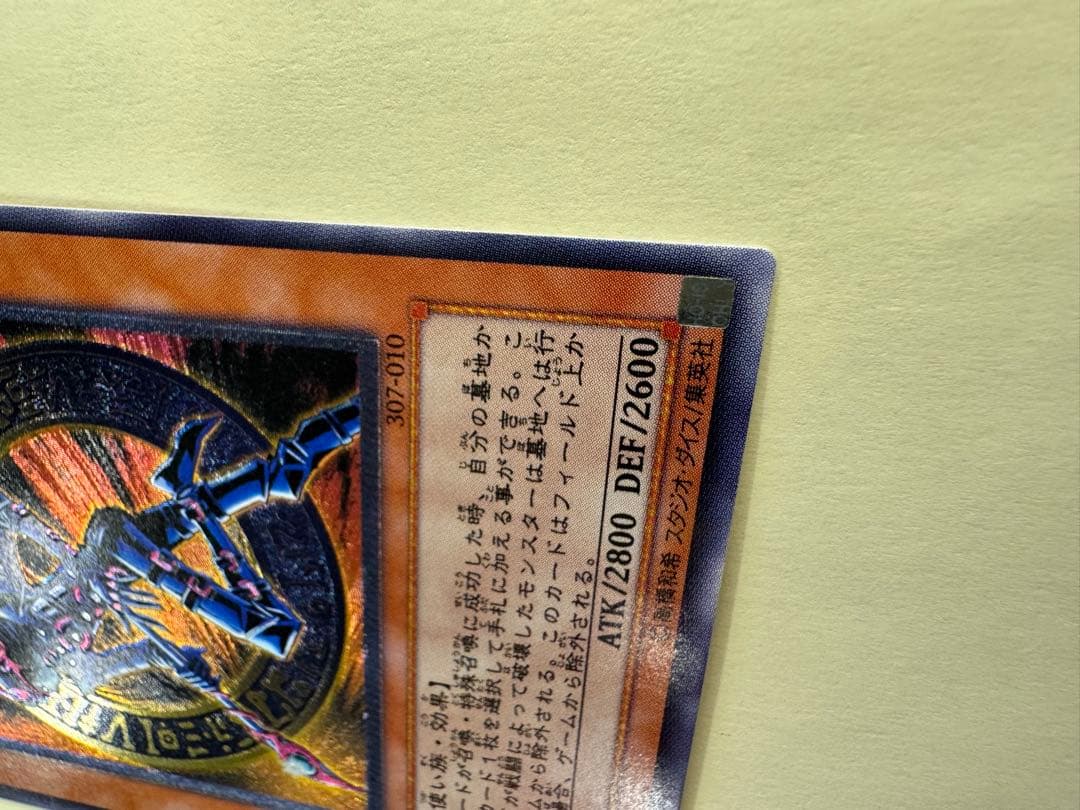 307-010
使い族・効果】
ードが召喚・特殊召喚に成功した時、自分の墓地か
カード1枚を選択して手札に加える事ができる。こ
が戦闘によって破壊したモンスターは墓地へは行
ムから除外される。このカードはフィールド上か
場合、ゲームから除外される。
ATK/2800 DEF/2600
高橋和希 スタジオ・ダイス/集英社